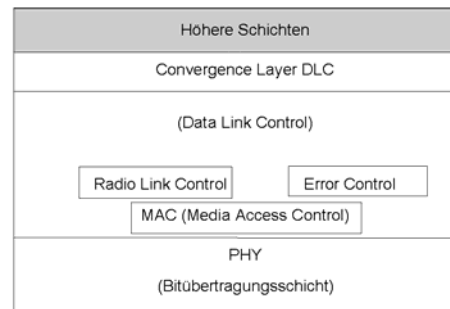 Höhere Schichten
Convergence Layer DLC
(Data Link Control)
Radio Link Control
Error Control
MAC (Media Access Control)
PHY
(Bitübertragungsschicht)